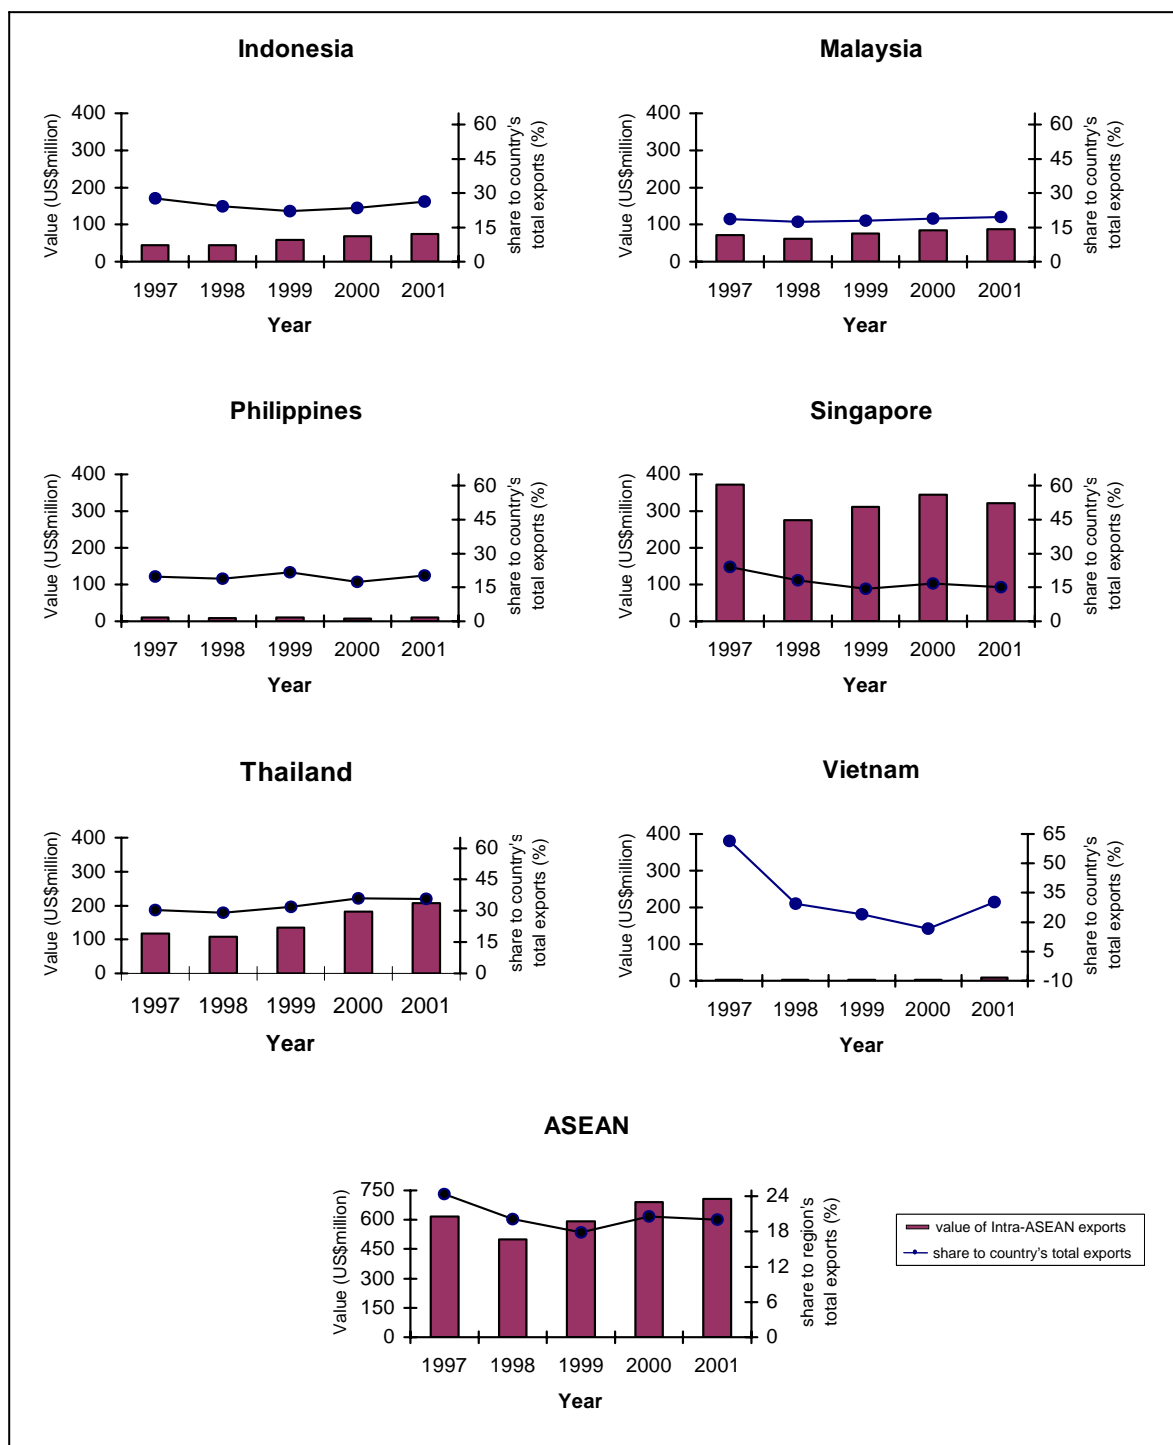 Indonesia
Value (US$million)
400
300
200
100
0
60
45
30
15
0
share to country's
total exports (%)
1997 1998 1999 2000 2001
Year
Malaysia
Value (US$million)
400
300
200
100
0
60
45
30
15
0
share to country's
total exports (%)
1997 1998 1999 2000 2001
Year
Philippines
Value (US$million)
400
300
200
100
0
60
45
30
15
0
share to country's
total exports (%)
1997 1998 1999 2000 2001
Year
Singapore
Value (US$million)
400
300
200
100
0
60
45
30
15
0
share to country's
total exports (%)
1997 1998 1999 2000 2001
Year
Thailand
Value (US$million)
400
300
200
100
0
60
45
30
15
0
share to country's
total exports (%)
1997 1998 1999 2000 2001
Year
Vietnam
Value (US$million)
400
300
200
100
0
65
50
35
20
5
-10
share to country's
total exports (%)
1997 1998 1999 2000 2001
Year
ASEAN
Value (US$million)
750
600
450
300
150
0
24
18
12
6
0
share to region's
total exports (%)
1997 1998 1999 2000 2001
Year
value of Intra-ASEAN exports
share to country's total exports